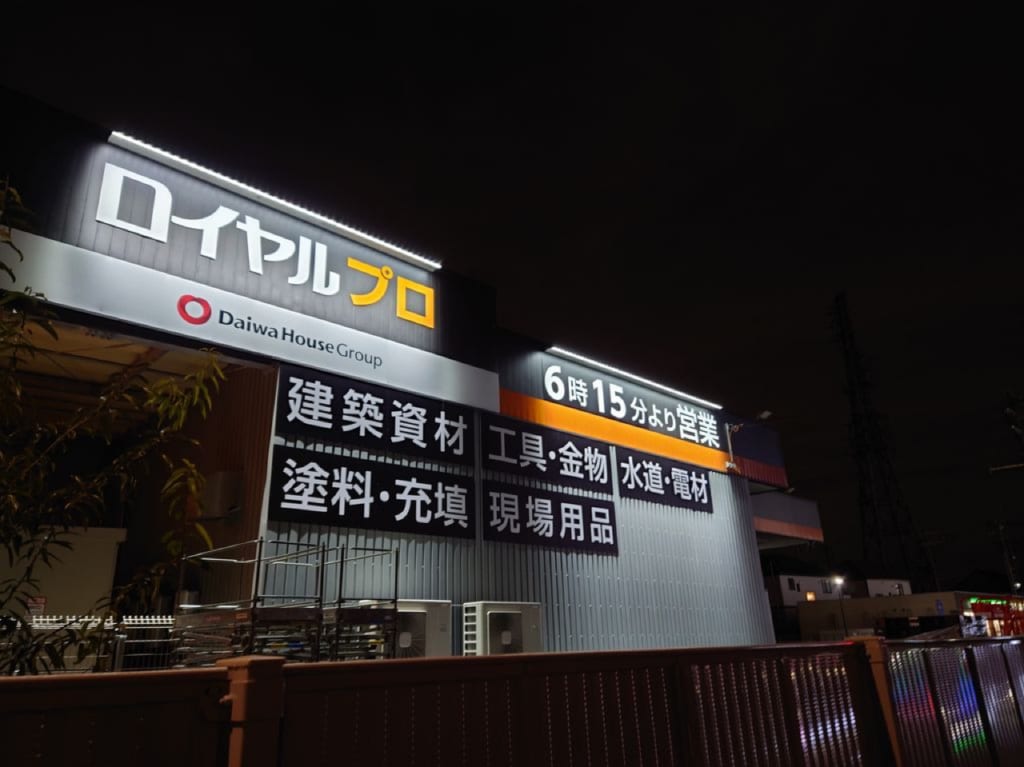 ロイヤルプロ
Daiwa House Group
6時15分より営業
建築資材
工具・金物
水道・電材
塗料・充填
現場用品